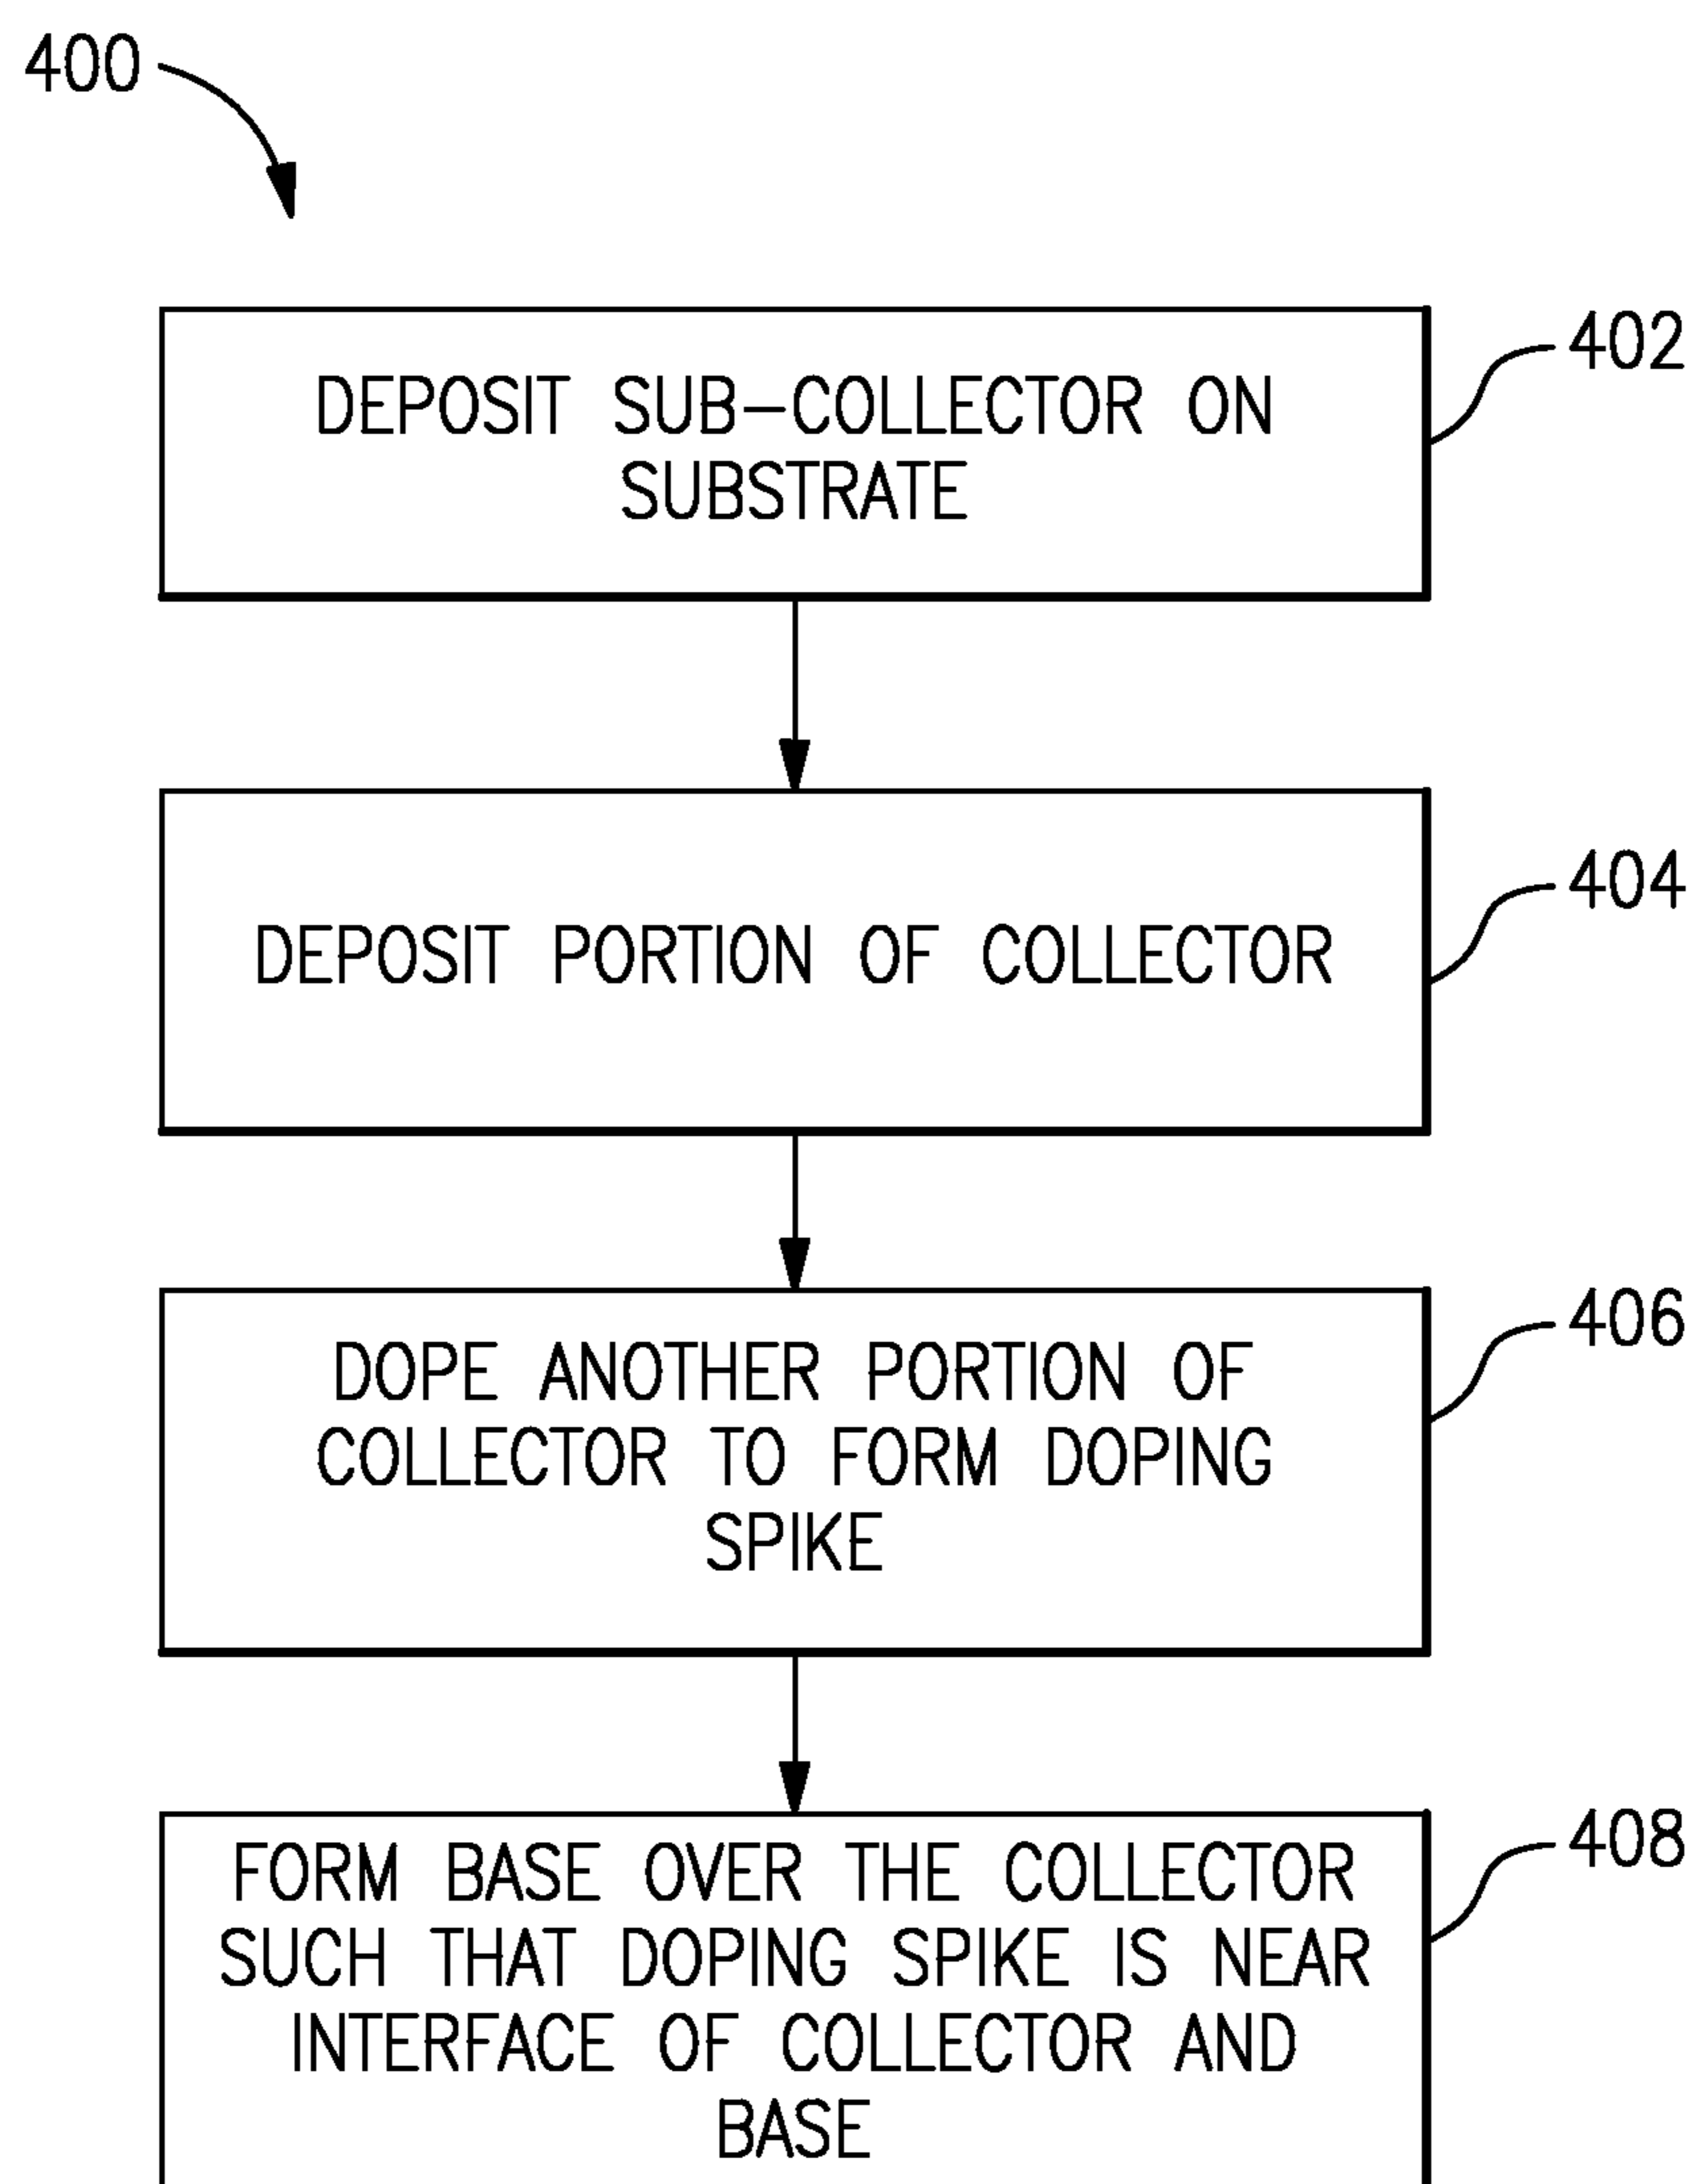 400
402
DEPOSIT SUB-COLLECTOR ON
SUBSTRATE
404
DEPOSIT PORTION OF COLLECTOR
406
DOPE ANOTHER PORTION OF
COLLECTOR TO FORM DOPING
SPIKE
408
FORM BASE OVER THE COLLECTOR
SUCH THAT DOPING SPIKE IS NEAR
INTERFACE OF COLLECTOR AND
BASE